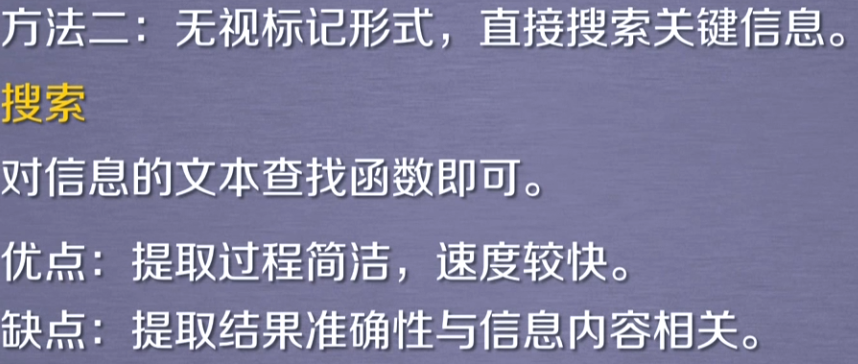 方法二：无视标记形式，直接搜索关键信息。
搜索
对信息的文本查找函数即可。
优点：提取过程简洁，速度较快。
缺点：提取结果准确性与信息内容相关。